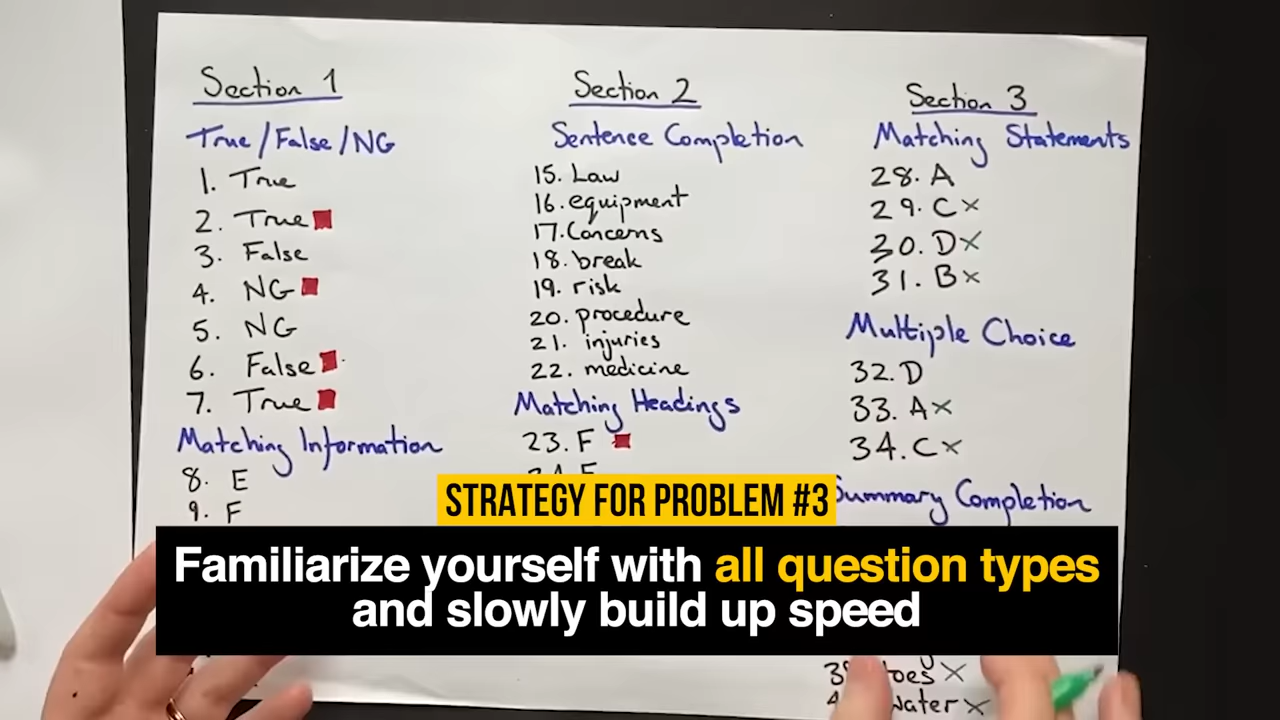 Section 1
True/False/NG
1. True
2. True
3. False
4. NG
5. NG
6. False
7. True
Matching Information
8. E
9. F
Section 2
Sentence Completion
15. Law
16. equipment
17. Concerns
18. break
19. risk
20. procedure
21. injuries
22. medicine
Matching Headings
23. F
Section 3
Matching Statements
28. A
29. C ×
30. D ×
31. B ×
Multiple Choice
32. D
33. A ×
34. C ×
Summary Completion
×
water ×
STRATEGY FOR PROBLEM #3
Familiarize yourself with all question types
and slowly build up speed